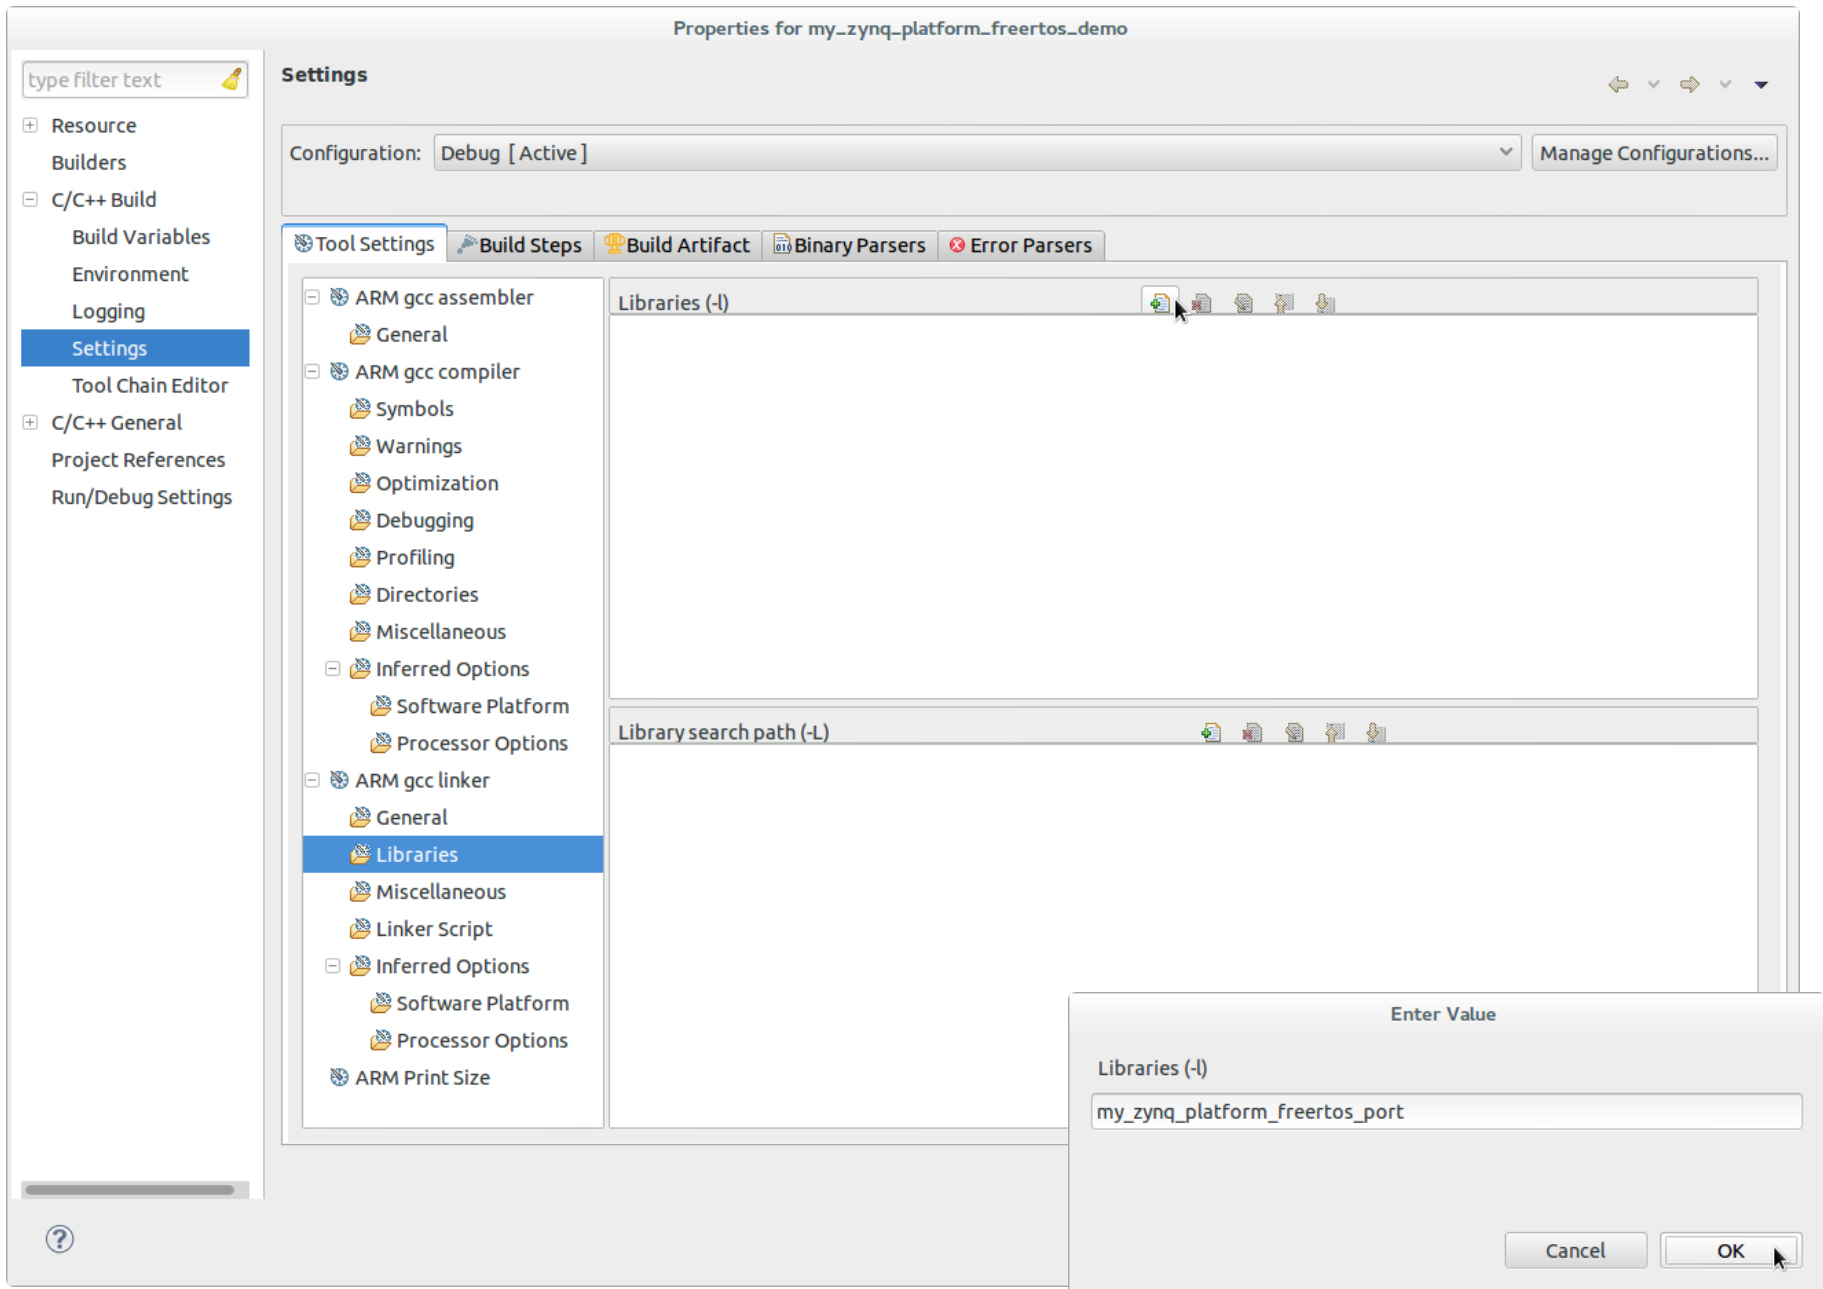 Properties for my_zynq_platform_freertos_demo
type filter text
Resource
Builders
C/C++ Build
Build Variables
Environment
Logging
Settings
Tool Chain Editor
C/C++ General
Project References
Run/Debug Settings
Settings
Configuration: Debug [ Active ] Manage Configurations...
Tool Settings Build Steps Build Artifact Binary Parsers Error Parsers
ARM gcc assembler
General
ARM gcc compiler
Symbols
Warnings
Optimization
Debugging
Profiling
Directories
Miscellaneous
Inferred Options
Software Platform
Processor Options
ARM gcc linker
General
Libraries
Miscellaneous
Linker Script
Inferred Options
Software Platform
Processor Options
ARM Print Size
Libraries (-l)
Library search path (-L)
Enter Value
Libraries (-l)
my_zynq_platform_freertos_port
Cancel OK